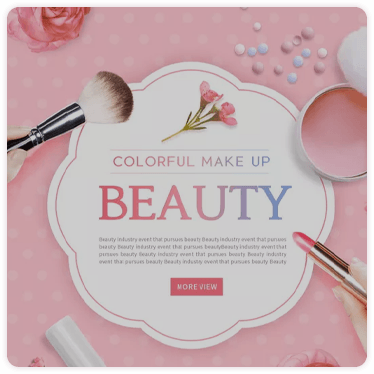 COLORFUL MAKE UP
BEAUTY
Beauty Industry event that pursues beauty Beauty Industry event that pursues
beauty Beauty Industry event that pursues beautyBeauty Industry event that
pursues beauty Beauty Industry event that pursues beauty Beauty Industry
event that pursues beauty Beauty Industry event that pursues beauty Beauty
MORE VIEW